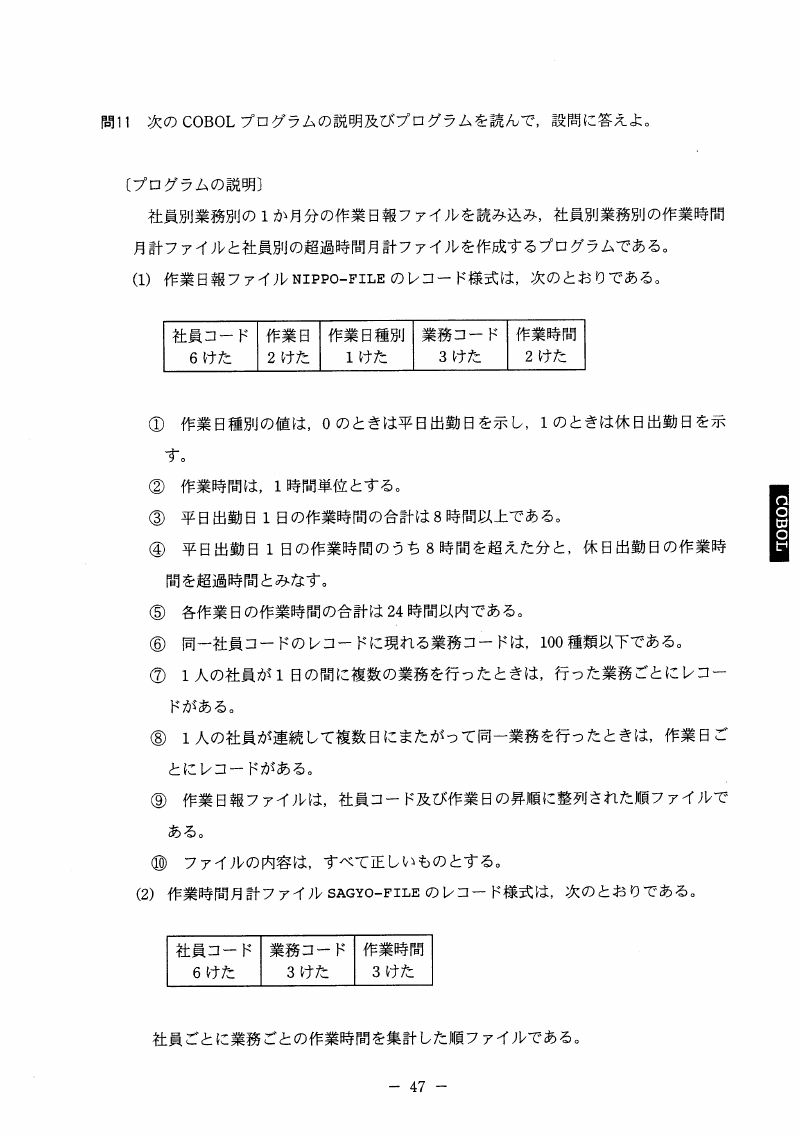 問11 次の COBOL プログラムの説明及びプログラムを読んで，設問に答えよ。
〔プログラムの説明〕
社員別業務別の1か月分の作業日報ファイルを読み込み，社員別業務別の作業時間
月計ファイルと社員別の超過時間月計ファイルを作成するプログラムである。
(1) 作業日報ファイル NIPPO-FILE のレコード様式は，次のとおりである。
社員コード 作業日 作業日種別 業務コード 作業時間
6けた 2けた 1けた 3けた 2けた
① 作業日種別の値は，0のときは平日出勤日を示し，1のときは休日出勤日を示
す。
② 作業時間は，1時間単位とする。
③ 平日出勤日1日の作業時間の合計は8時間以上である。
④ 平日出勤日1日の作業時間のうち8時間を超えた分と，休日出勤日の作業時
間を超過時間とみなす。
⑤ 各作業日の作業時間の合計は24時間以内である。
⑥ 同一社員コードのレコードに現れる業務コードは，100種類以下である。
⑦ 1人の社員が1日の間に複数の業務を行ったときは，行った業務ごとにレコー
ドがある。
⑧ 1人の社員が連続して複数日にまたがって同一業務を行ったときは，作業日ご
とにレコードがある。
⑨ 作業日報ファイルは，社員コード及び作業日の昇順に整列された順ファイルで
ある。
⑩ ファイルの内容は，すべて正しいものとする。
(2) 作業時間月計ファイル SAGYO-FILE のレコード様式は，次のとおりである。
社員コード 業務コード 作業時間
6けた 3けた 3けた
社員ごとに業務ごとの作業時間を集計した順ファイルである。
COBOL
－ 47 －